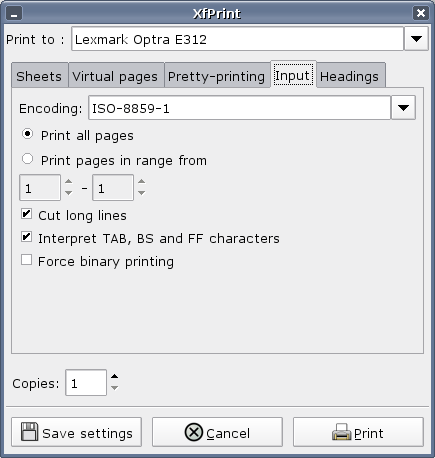 XfPrint
Print to : Lexmark Optra E312
Sheets Virtual pages Pretty-printing Input Headings
Encoding: ISO-8859-1
Print all pages
Print pages in range from
1 - 1
Cut long lines
Interpret TAB, BS and FF characters
Force binary printing
Copies: 1
Save settings Cancel Print